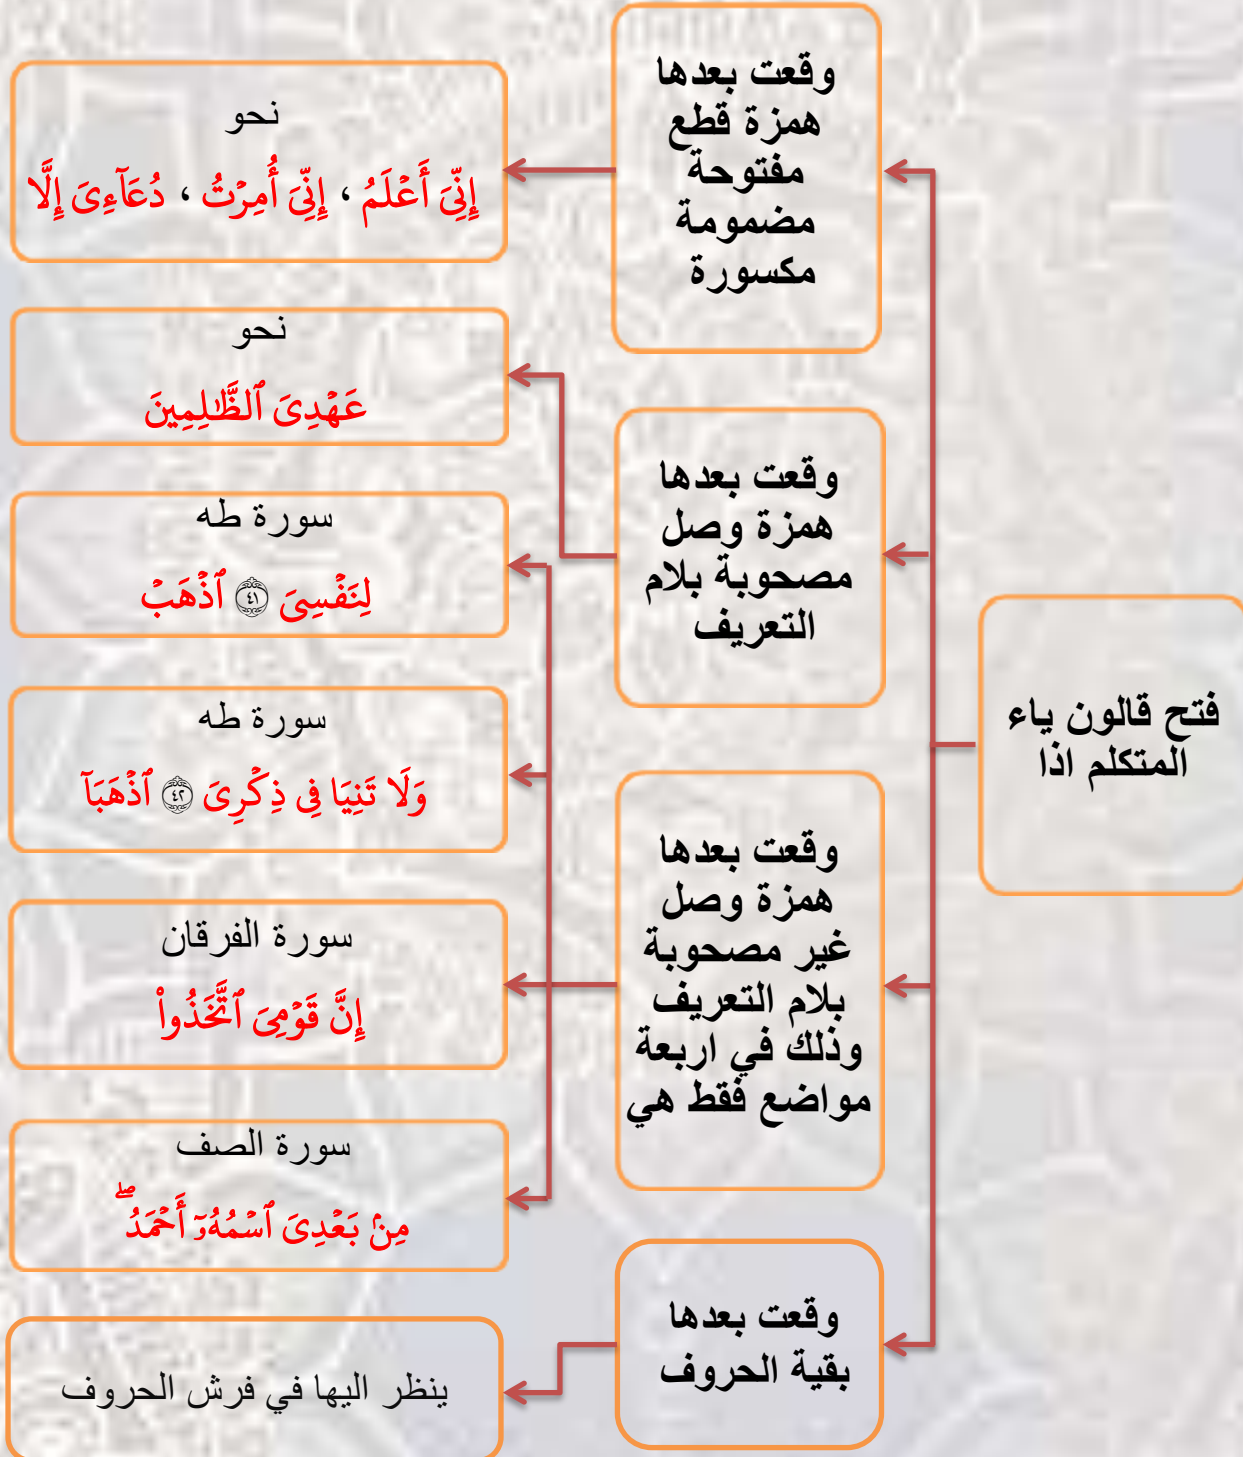 فتح قالون ياء
المتكلم اذا
وقعت بعدها
همزة قطع
مفتوحة
مضمومة
مكسورة
نحو
إِنِّيَ أَعْلَمُ ، إِنِّيَ أُمِرْتُ ، دُعَآءِيَ إِلَّا
وقعت بعدها
همزة وصل
مصحوبة بلام
التعريف
نحو
عَهْدِيَ ٱلظَّٰلِمِينَ
وقعت بعدها
همزة وصل
غير مصحوبة
بلام التعريف
وذلك في اربعة
مواضع فقط هي
سورة طه
لِنَفْسِيَ ٤١ ٱذْهَبْ
سورة طه
وَلَا تَنِيَا فِي ذِكْرِيَ ٤٢ ٱذْهَبَآ
سورة الفرقان
إِنَّ قَوْمِيَ ٱتَّخَذُوا۟
سورة الصف
مِنۢ بَعْدِيَ ٱسْمُهُۥٓ أَحْمَدُۖ
وقعت بعدها
بقية الحروف
ينظر اليها في فرش الحروف